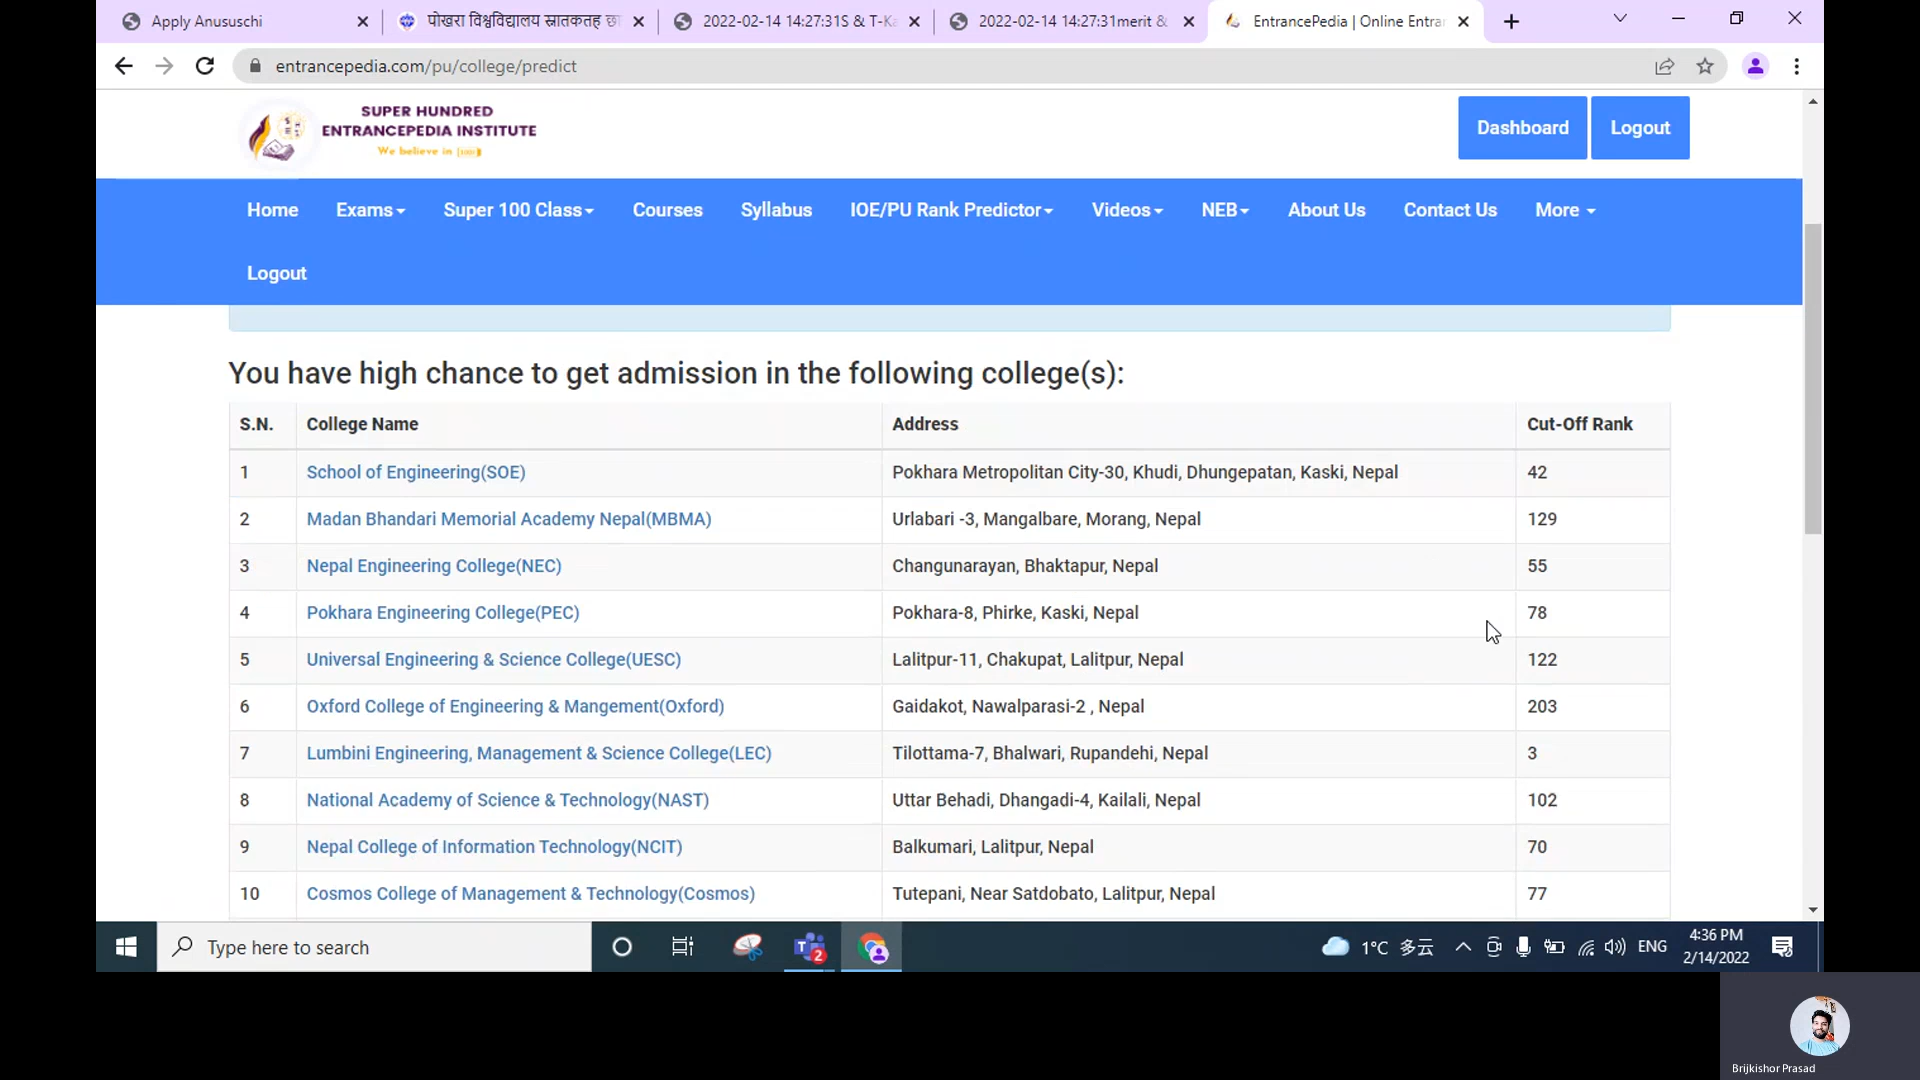 Apply Anususchi
पोखरा विश्वविद्यालय स्नातकतह छा
2022-02-14 14:27:31S & T-Ka
2022-02-14 14:27:31merit &
EntrancePedia | Online Entra
entrancepedia.com/pu/college/predict
SUPER HUNDRED
ENTRANCEPEDIA INSTITUTE
We believe in
Dashboard
Logout
Home
Exams
Super 100 Class
Courses
Syllabus
IOE/PU Rank Predictor
Videos
NEB
About Us
Contact Us
More
Logout
You have high chance to get admission in the following college(s):
S.N. College Name Address Cut-Off Rank
1 School of Engineering(SOE) Pokhara Metropolitan City-30, Khudi, Dhungepatan, Kaski, Nepal 42
2 Madan Bhandari Memorial Academy Nepal(MBMA) Urlabari -3, Mangalbare, Morang, Nepal 129
3 Nepal Engineering College(NEC) Changunarayan, Bhaktapur, Nepal 55
4 Pokhara Engineering College(PEC) Pokhara-8, Phirke, Kaski, Nepal 78
5 Universal Engineering & Science College(UESC) Lalitpur-11, Chakupat, Lalitpur, Nepal 122
6 Oxford College of Engineering & Mangement(Oxford) Gaidakot, Nawalparasi-2 , Nepal 203
7 Lumbini Engineering, Management & Science College(LEC) Tilottama-7, Bhalwari, Rupandehi, Nepal 3
8 National Academy of Science & Technology(NAST) Uttar Behadi, Dhangadi-4, Kailali, Nepal 102
9 Nepal College of Information Technology(NCIT) Balkumari, Lalitpur, Nepal 70
10 Cosmos College of Management & Technology(Cosmos) Tutepani, Near Satdobato, Lalitpur, Nepal 77
Type here to search
2
1°C 多云
ENG
4:36 PM
2/14/2022
Brijkishor Prasad